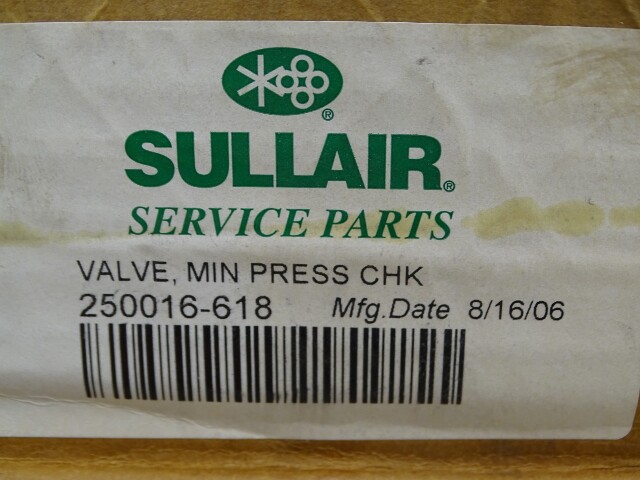 ®
SULLAIR®
SERVICE PARTS
VALVE, MIN PRESS CHK
250016-618 Mfg.Date 8/16/06